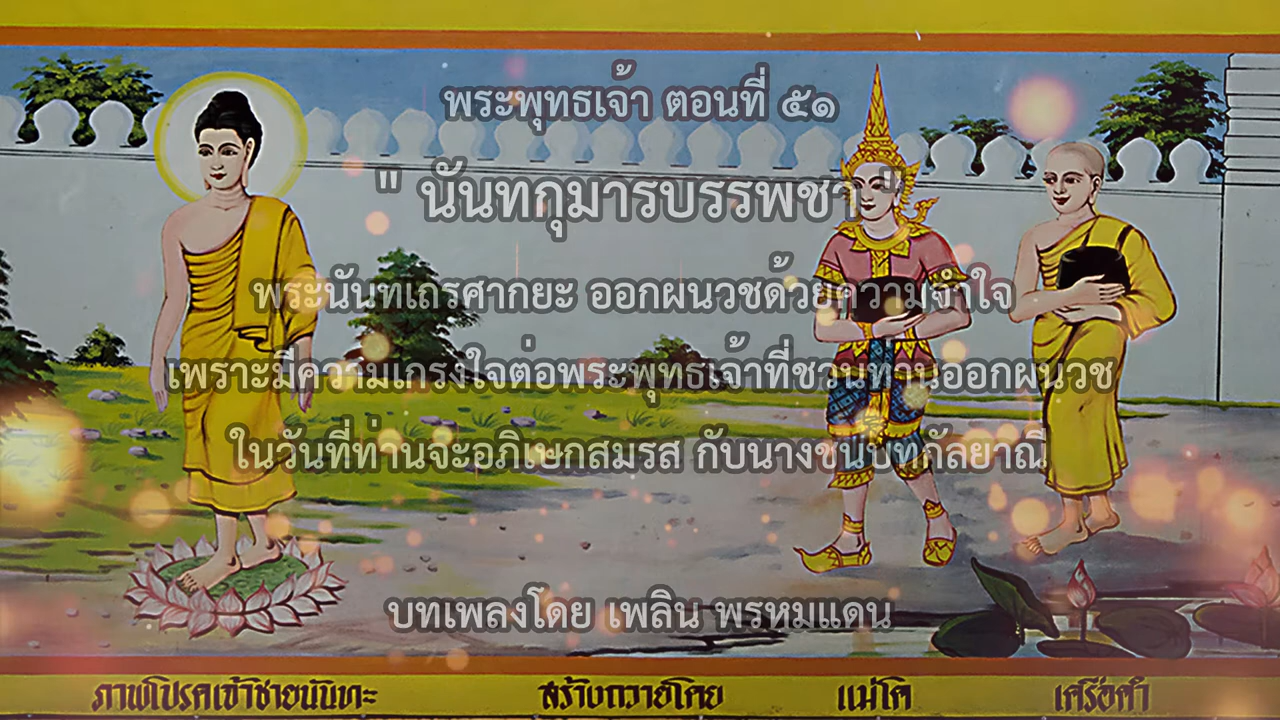 พระพุทธเจ้า ตอนที่ ๕๑
" นันทกุมารบรรพชา "
พระนันทเถรศากยะ ออกผนวชด้วยความจำใจ
เพราะมีความเกรงใจต่อพระพุทธเจ้าที่ชวนท่านออกผนวช
ในวันที่ท่านจะอภิเษกสมรส กับนางชนบทกัลยาณี
บทเพลงโดย เพลิน พรหมแดน
ภาพโปรดเจ้าชายนันทะ สร้างถวายโดย แม่โค เครือคำ